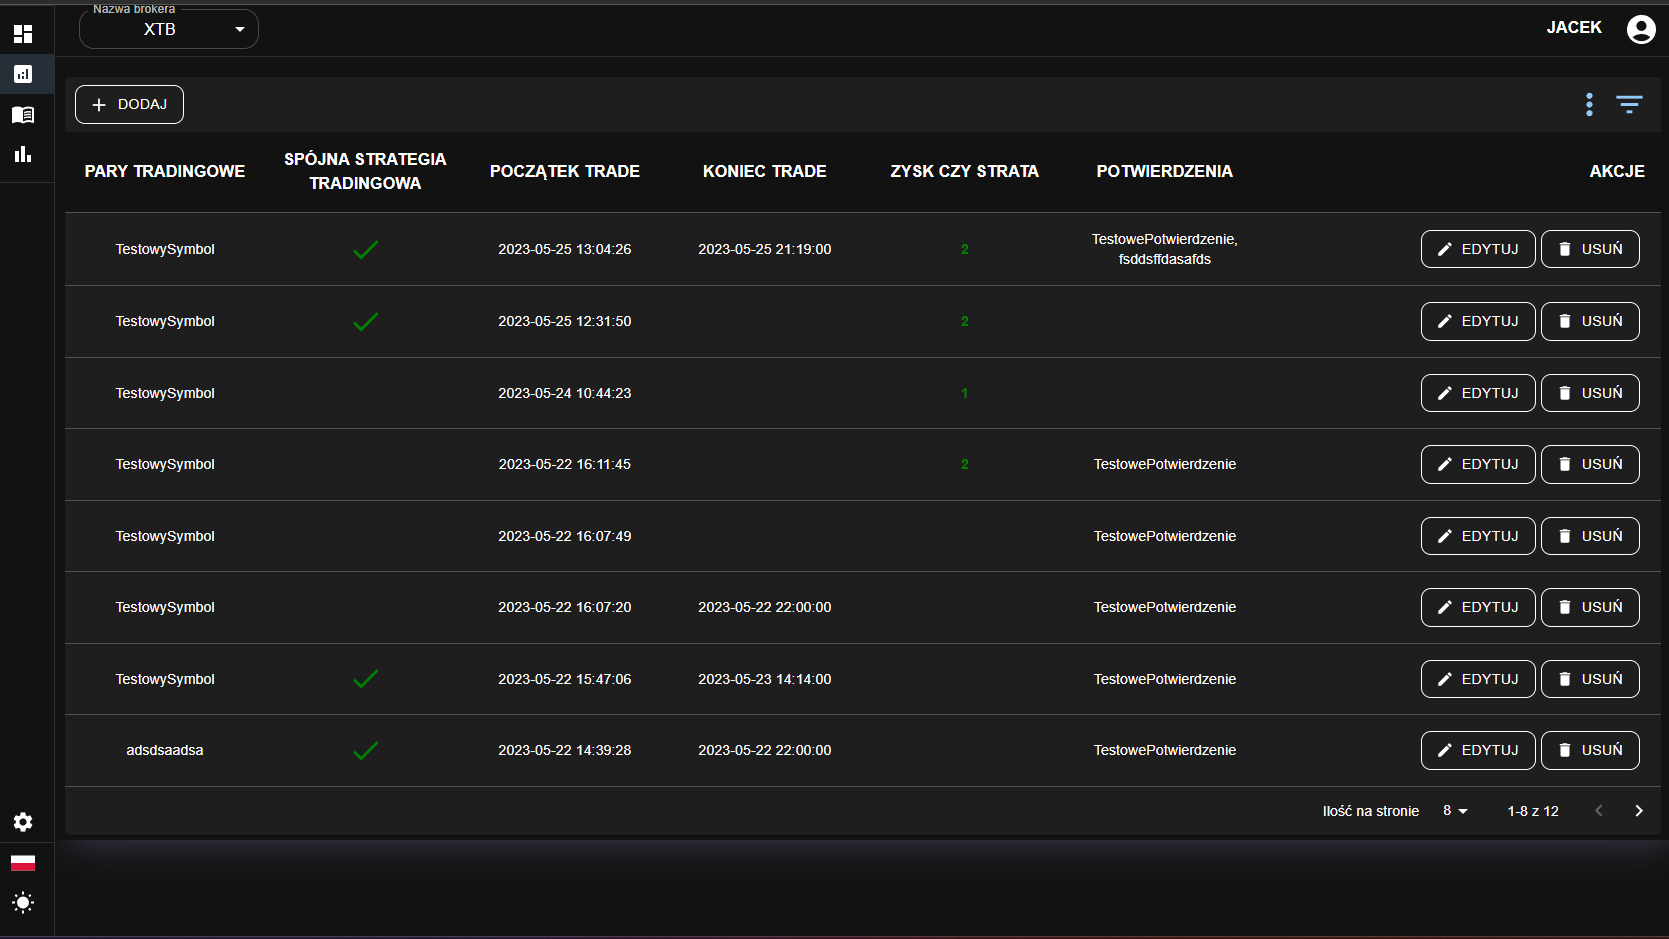 Nazwa brokera
XTB
JACEK
DODAJ
PARY TRADINGOWE
SPÓJNA STRATEGIA
TRADINGOWA
POCZĄTEK TRADE
KONIEC TRADE
ZYSK CZY STRATA
POTWIERDZENIA
AKCJE
TestowySymbol 2023-05-25 13:04:26 2023-05-25 21:19:00 2 TestowePotwierdzenie,
fsddsffdasafds
EDYTUJ USUŃ
TestowySymbol 2023-05-25 12:31:50 2 EDYTUJ USUŃ
TestowySymbol 2023-05-24 10:44:23 1 EDYTUJ USUŃ
TestowySymbol 2023-05-22 16:11:45 2 TestowePotwierdzenie EDYTUJ USUŃ
TestowySymbol 2023-05-22 16:07:49 TestowePotwierdzenie EDYTUJ USUŃ
TestowySymbol 2023-05-22 16:07:20 2023-05-22 22:00:00 TestowePotwierdzenie EDYTUJ USUŃ
TestowySymbol 2023-05-22 15:47:06 2023-05-23 14:14:00 TestowePotwierdzenie EDYTUJ USUŃ
adsdsaadsa 2023-05-22 14:39:28 2023-05-22 22:00:00 TestowePotwierdzenie EDYTUJ USUŃ
Ilość na stronie 8 1-8 z 12